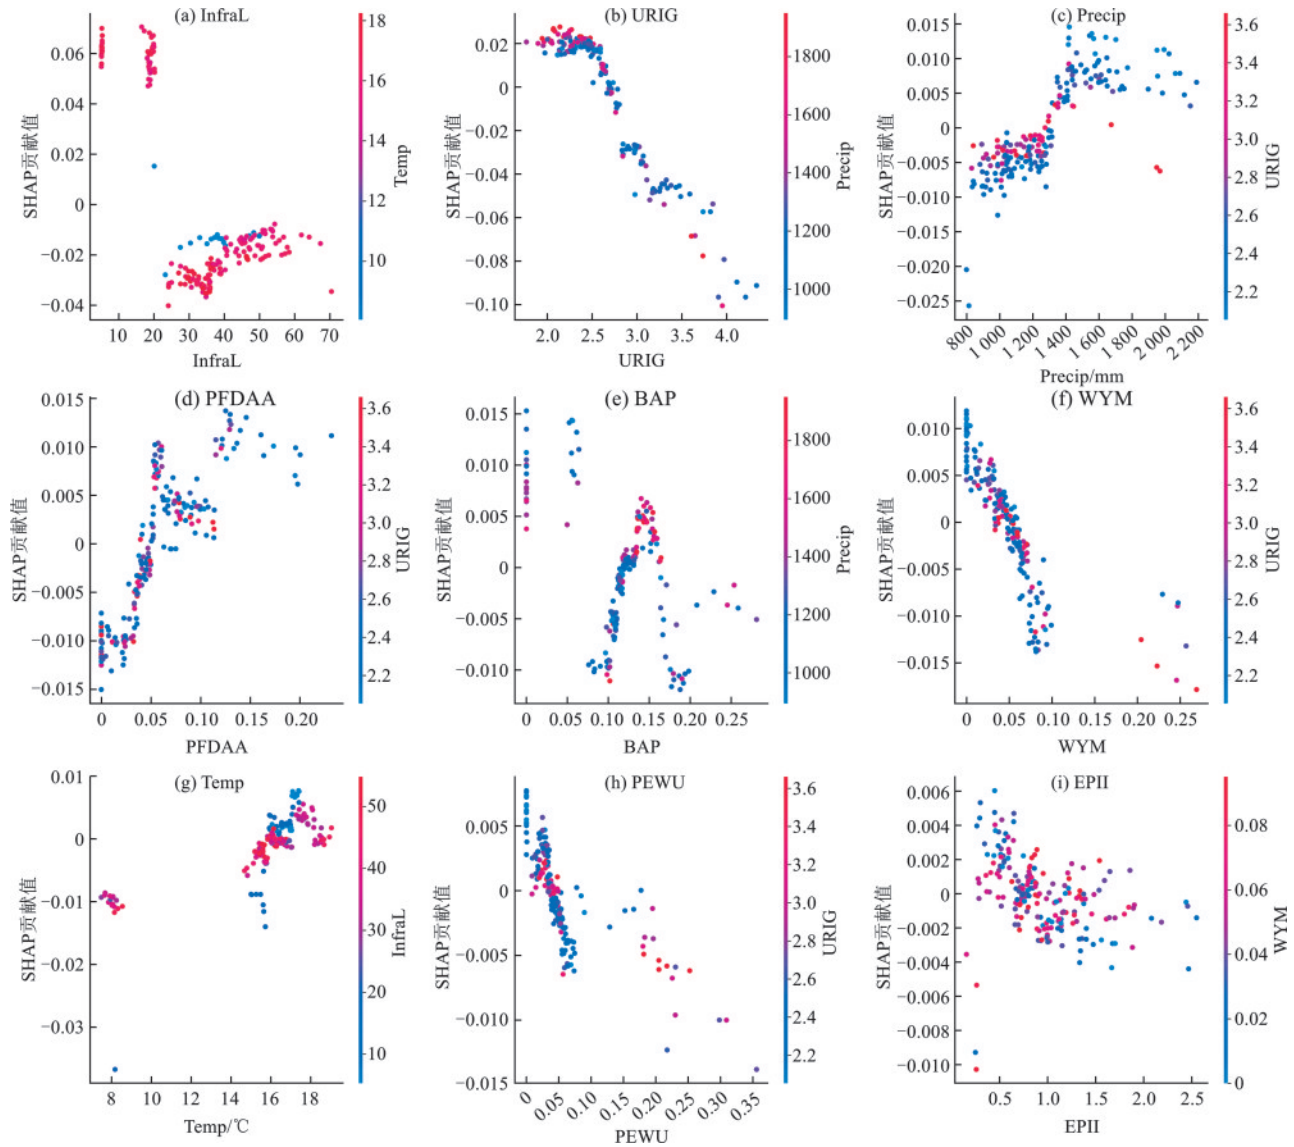 (a) InfraL
SHAP贡献值
0.06
0.04
0.02
0
−0.02
−0.04
10 20 30 40 50 60 70
InfraL
18
16
14
12
10
Temp
(b) URIG
SHAP贡献值
0.02
0
−0.02
−0.04
−0.06
−0.08
−0.10
2.0 2.5 3.0 3.5 4.0
URIG
1800
1600
1400
1200
1000
Precip
(c) Precip
SHAP贡献值
0.015
0.010
0.005
0
−0.005
−0.010
−0.015
−0.020
−0.025
800 1 000 1 200 1 400 1 600 1 800 2 000 2 200
Precip/mm
3.6
3.4
3.2
3.0
2.8
2.6
2.4
2.2
URIG
(d) PFDAA
SHAP贡献值
0.015
0.010
0.005
0
−0.005
−0.010
−0.015
0 0.05 0.10 0.15 0.20
PFDAA
3.6
3.4
3.2
3.0
2.8
2.6
2.4
2.2
URIG
(e) BAP
SHAP贡献值
0.015
0.010
0.005
0
−0.005
−0.010
0 0.05 0.10 0.15 0.20 0.25
BAP
1800
1600
1400
1200
1000
Precip
(f) WYM
SHAP贡献值
0.010
0.005
0
−0.005
−0.010
−0.015
0 0.05 0.10 0.15 0.20 0.25
WYM
3.6
3.4
3.2
3.0
2.8
2.6
2.4
2.2
URIG
(g) Temp
SHAP贡献值
0.01
0
−0.01
−0.02
−0.03
8 10 12 14 16 18
Temp/℃
50
40
30
20
10
InfraL
(h) PEWU
SHAP贡献值
0.005
0
−0.005
−0.010
−0.015
0 0.05 0.10 0.15 0.20 0.25 0.30 0.35
PEWU
3.6
3.4
3.2
3.0
2.8
2.6
2.4
2.2
URIG
(i) EPII
SHAP贡献值
0.006
0.004
0.002
0
−0.002
−0.004
−0.006
−0.008
−0.010
0.5 1.0 1.5 2.0 2.5
EPII
0.08
0.06
0.04
0.02
0
WYM